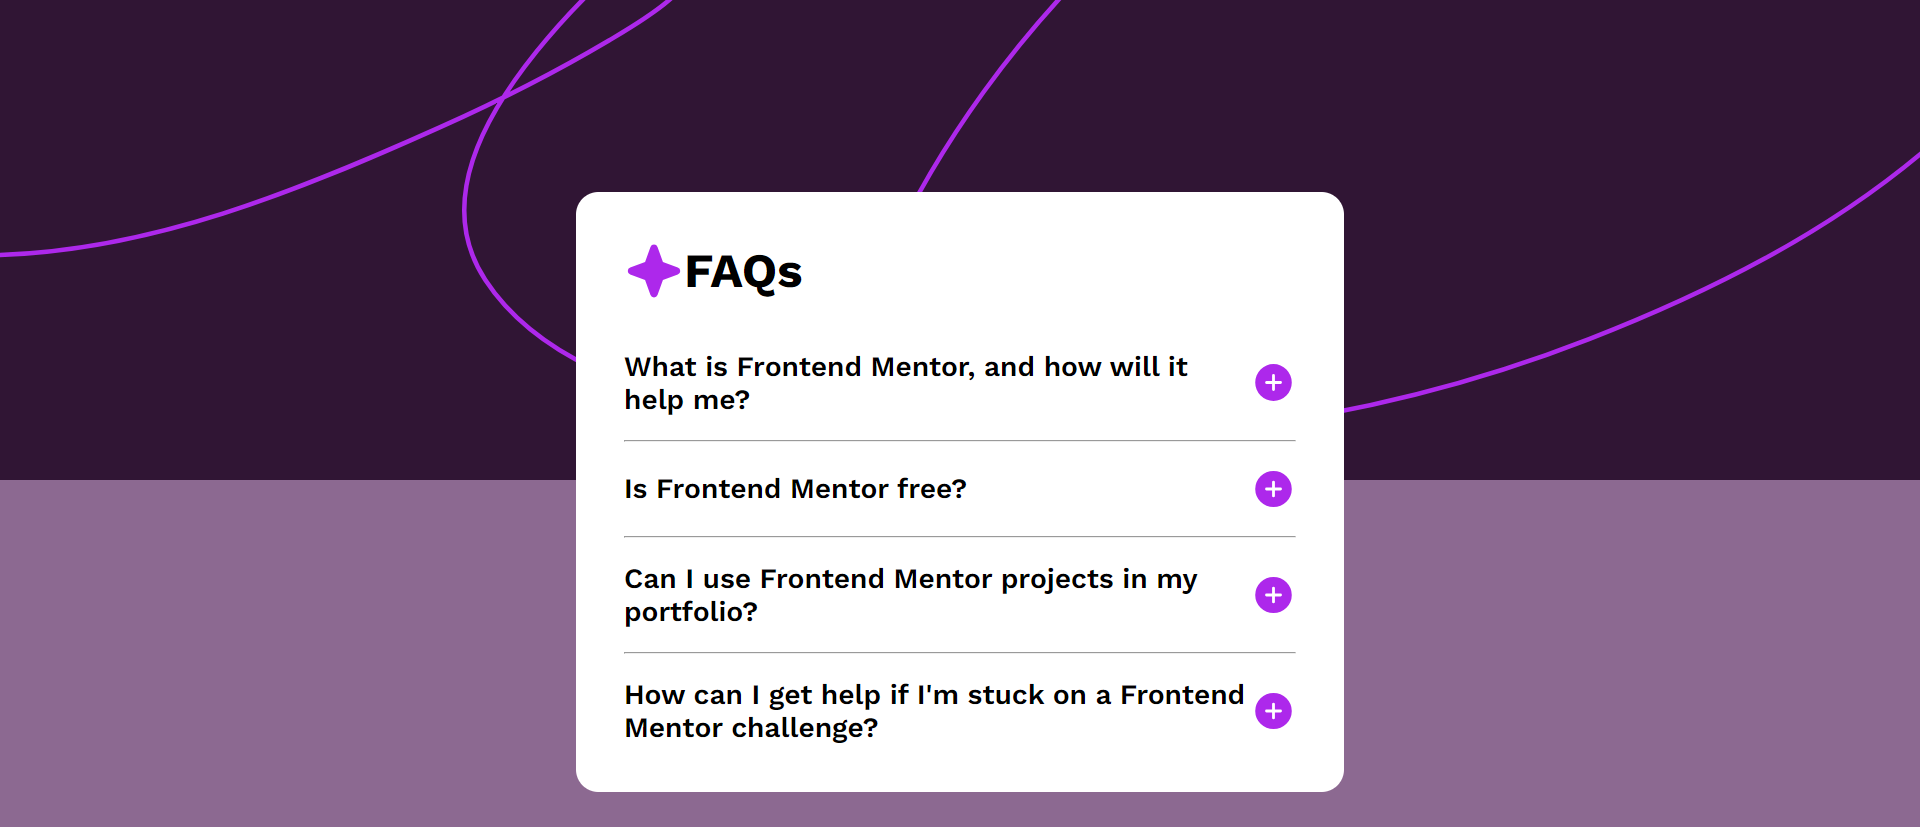 FAQs
What is Frontend Mentor, and how will it
help me?
Is Frontend Mentor free?
Can I use Frontend Mentor projects in my
portfolio?
How can I get help if I'm stuck on a Frontend
Mentor challenge?